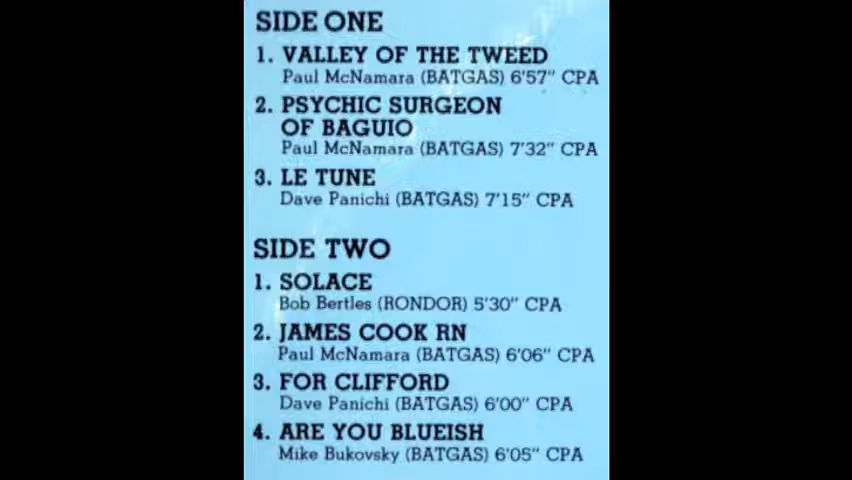 SIDE ONE
1. VALLEY OF THE TWEED
Paul McNamara (BATGAS) 6'57" CPA
2. PSYCHIC SURGEON
OF BAGUIO
Paul McNamara (BATGAS) 7'32" CPA
3. LE TUNE
Dave Panichi (BATGAS) 7'15" CPA
SIDE TWO
1. SOLACE
Bob Bertles (RONDOR) 5'30" CPA
2. JAMES COOK RN
Paul McNamara (BATGAS) 6'06" CPA
3. FOR CLIFFORD
Dave Panichi (BATGAS) 6'00" CPA
4. ARE YOU BLUEISH
Mike Bukovsky (BATGAS) 6'05" CPA